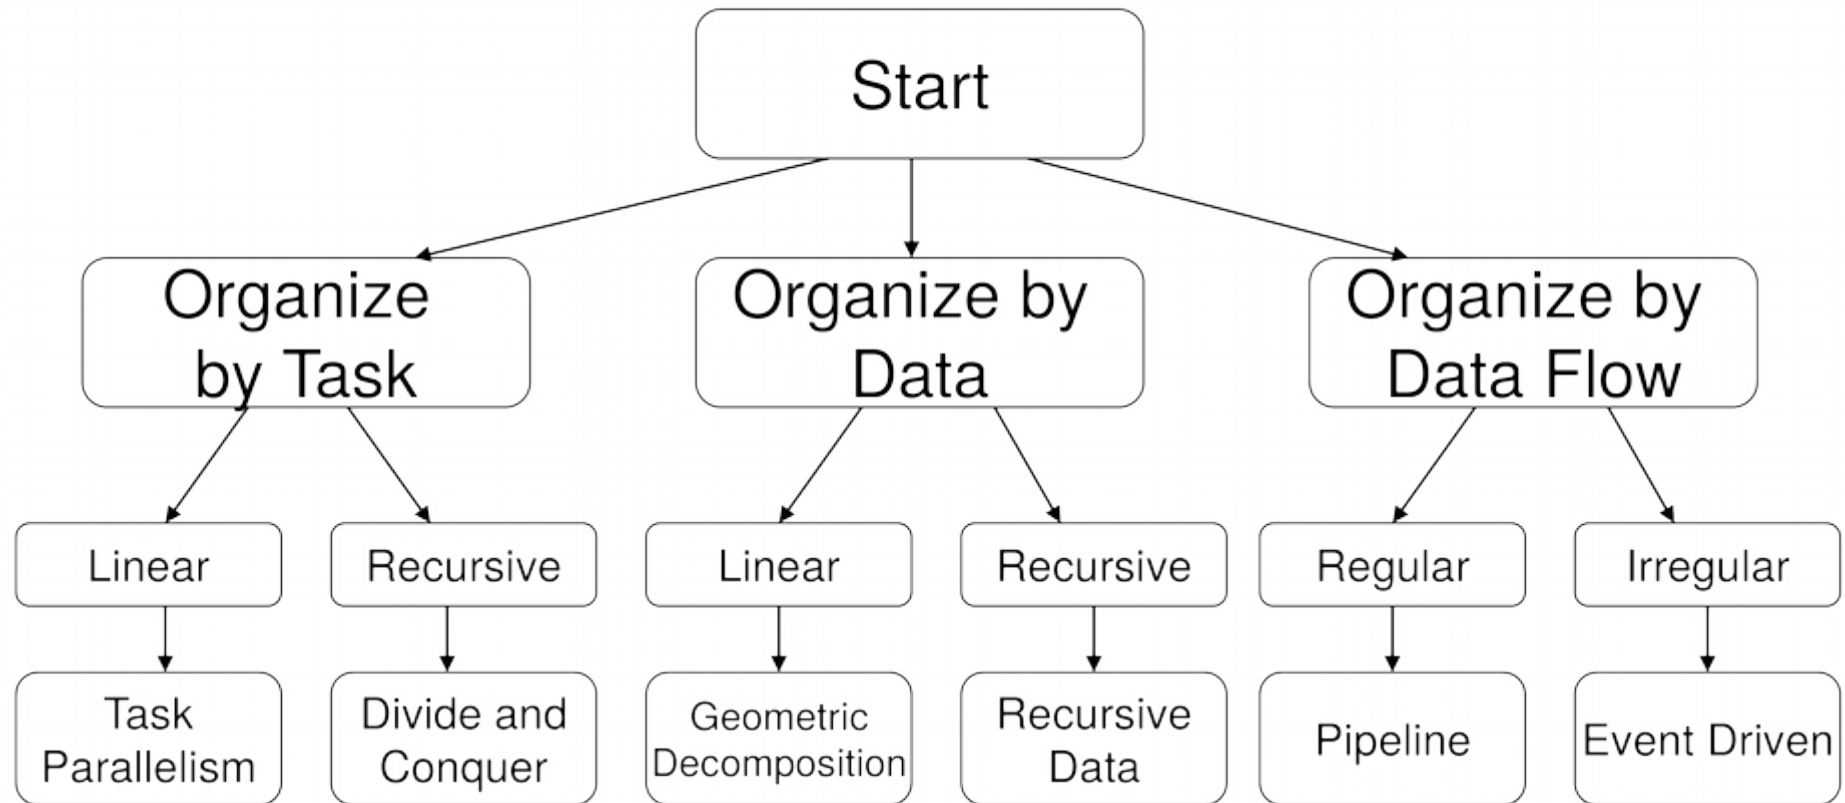 Start
Organize
by Task
Organize by
Data
Organize by
Data Flow
Linear
Recursive
Linear
Recursive
Regular
Irregular
Task
Parallelism
Divide and
Conquer
Geometric
Decomposition
Recursive
Data
Pipeline
Event Driven